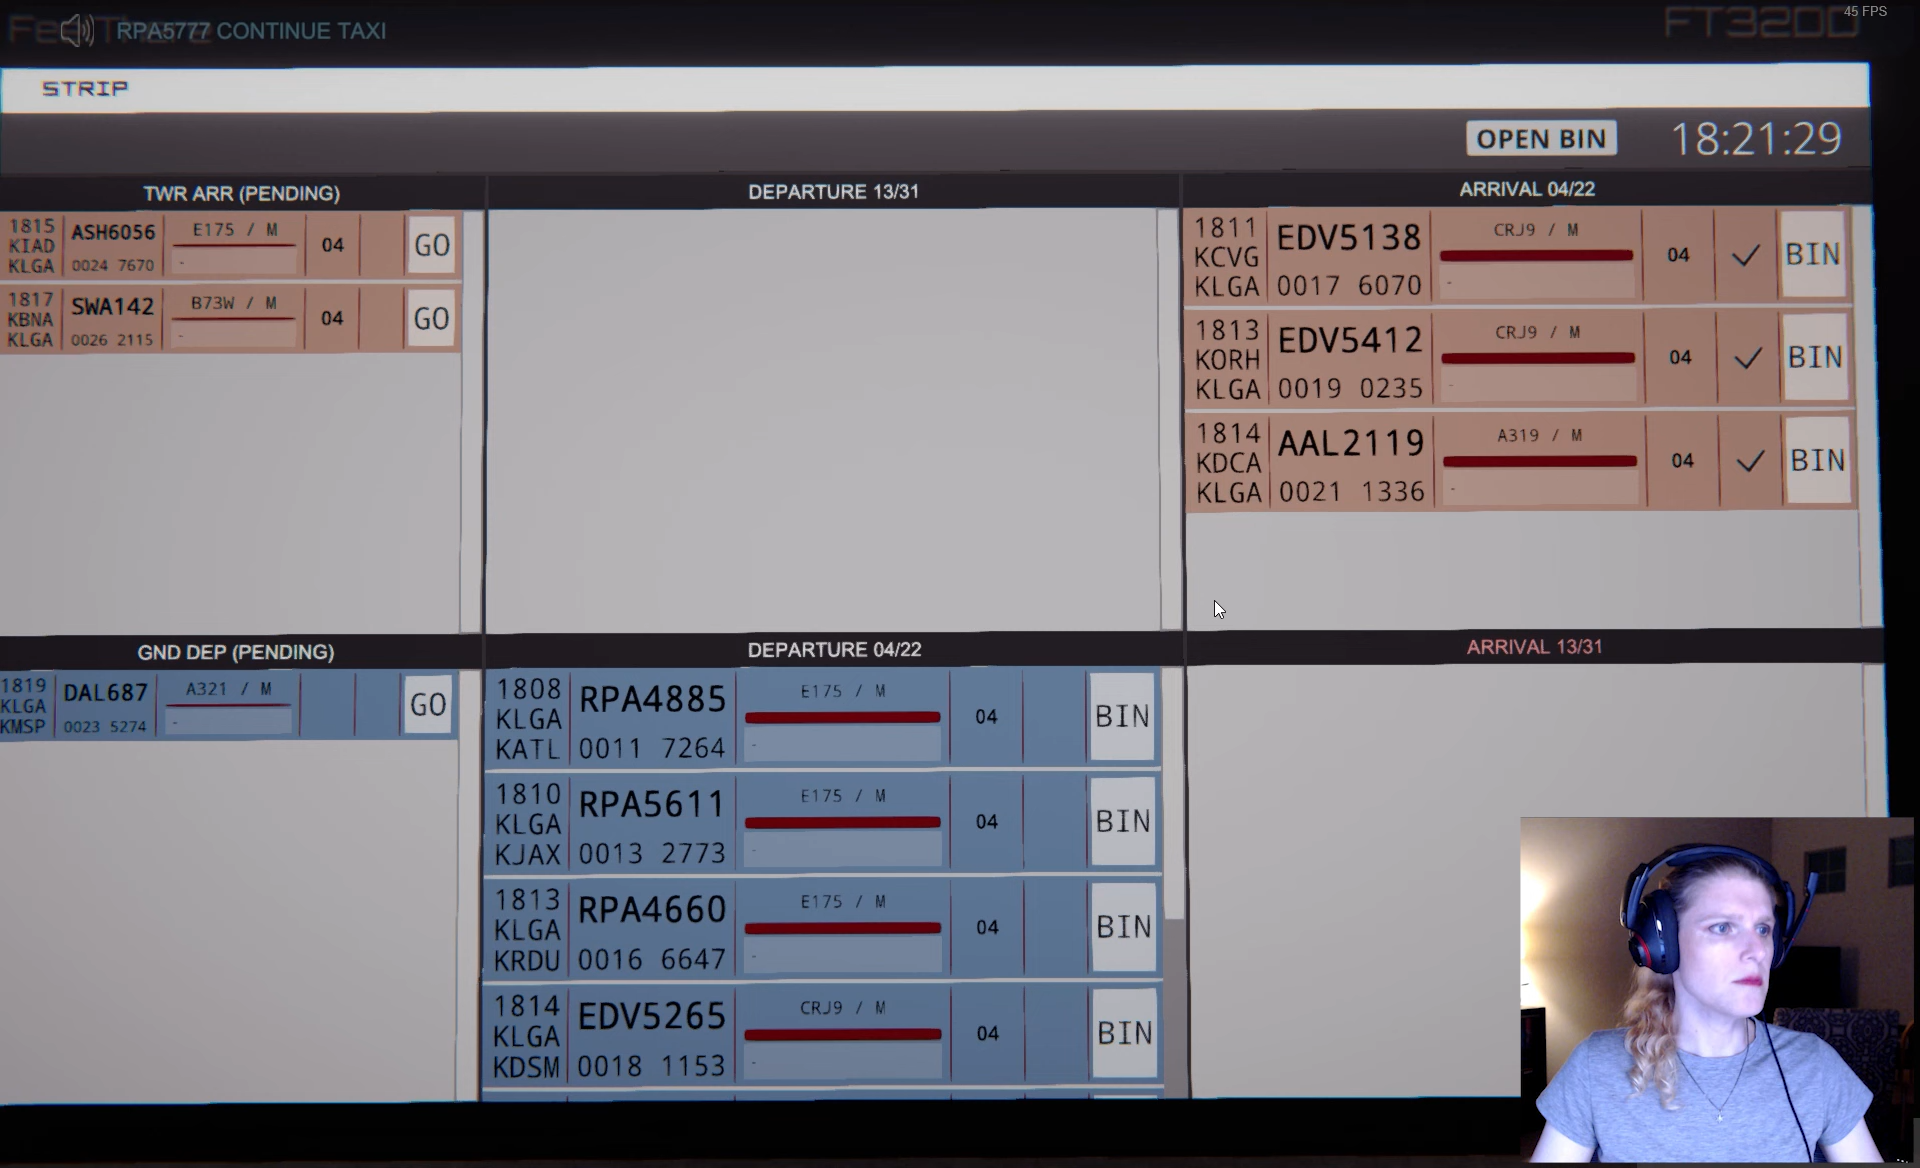 RPA5777 CONTINUE TAXI
FT3200
45 FPS
STRIP
OPEN BIN
18:21:29
TWR ARR (PENDING)
1815 ASH6056 E175 / M 04 GO
KIAD
KLGA 0024 7670 -
1817 SWA142 B73W / M 04 GO
KBNA
KLGA 0026 2115 -
DEPARTURE 13/31
ARRIVAL 04/22
1811 EDV5138 CRJ9 / M
KCVG 04 ✓ BIN
KLGA 0017 6070 -
1813 EDV5412 CRJ9 / M
KORH 04 ✓ BIN
KLGA 0019 0235 -
1814 AAL2119 A319 / M
KDCA 04 ✓ BIN
KLGA 0021 1336 -
GND DEP (PENDING)
1819 DAL687 A321 / M
KLGA GO
KMSP 0023 5274 -
DEPARTURE 04/22
1808 RPA4885 E175 / M
KLGA 04 BIN
KATL 0011 7264 -
1810 RPA5611 E175 / M
KLGA 04 BIN
KJAX 0013 2773 -
1813 RPA4660 E175 / M
KLGA 04 BIN
KRDU 0016 6647 -
1814 EDV5265 CRJ9 / M
KLGA 04 BIN
KDSM 0018 1153 -
ARRIVAL 13/31